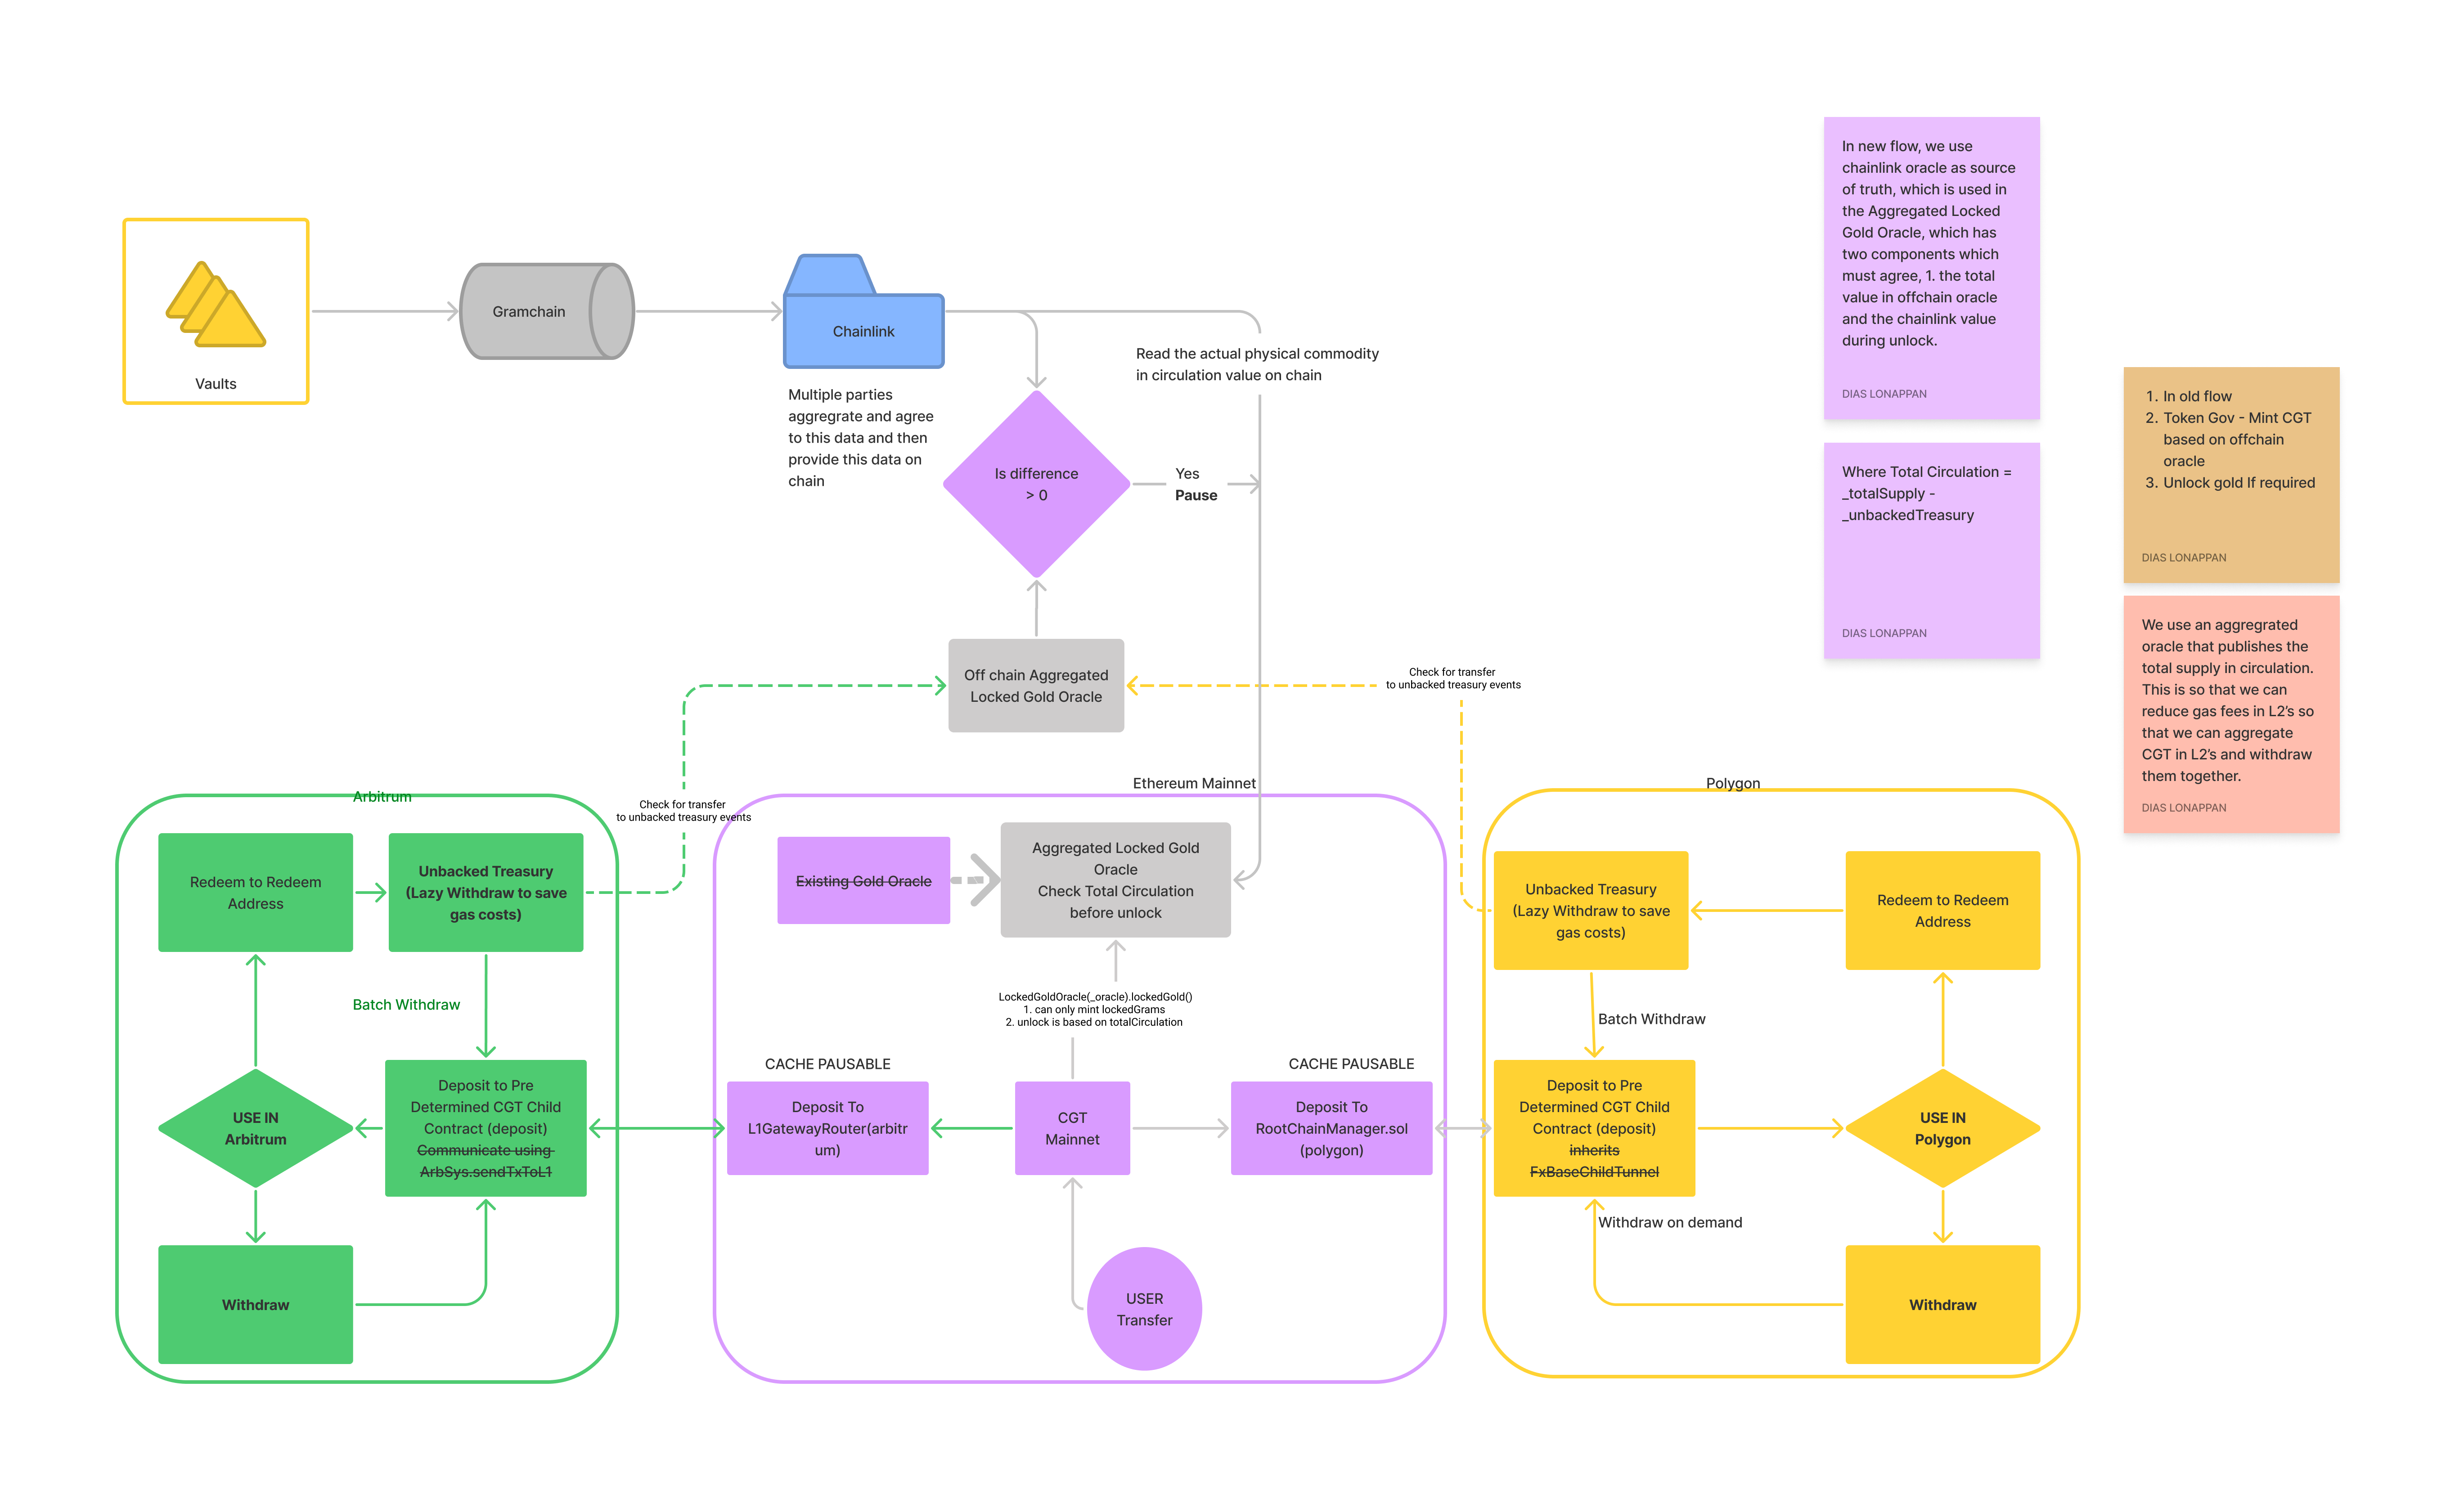 Vaults
Gramchain
Chainlink
Multiple parties
aggregrate and agree
to this data and then
provide this data on
chain
Read the actual physical commodity
in circulation value on chain
Is difference
> 0
Yes
Pause
Off chain Aggregated
Locked Gold Oracle
Check for transfer
to unbacked treasury events
Check for transfer
to unbacked treasury events
In new flow, we use
chainlink oracle as source
of truth, which is used in
the Aggregated Locked
Gold Oracle, which has
two components which
must agree, 1. the total
value in offchain oracle
and the chainlink value
during unlock.
DIAS LONAPPAN
Where Total Circulation =
_totalSupply -
_unbackedTreasury
DIAS LONAPPAN
1. In old flow
2. Token Gov - Mint CGT
based on offchain
oracle
3. Unlock gold If required
DIAS LONAPPAN
We use an aggregrated
oracle that publishes the
total supply in circulation.
This is so that we can
reduce gas fees in L2's so
that we can aggregate
CGT in L2's and withdraw
them together.
DIAS LONAPPAN
Arbitrum
Redeem to Redeem
Address
Unbacked Treasury
(Lazy Withdraw to save
gas costs)
Batch Withdraw
USE IN
Arbitrum
Deposit to Pre
Determined CGT Child
Contract (deposit)
Communicate using
ArbSys.sendTxToL1
Withdraw
Ethereum Mainnet
Existing Gold Oracle
Aggregated Locked Gold
Oracle
Check Total Circulation
before unlock
LockedGoldOracle(_oracle).lockedGold()
1. can only mint lockedGrams
2. unlock is based on totalCirculation
CACHE PAUSABLE
Deposit To
L1GatewayRouter(arbitr
um)
CGT
Mainnet
CACHE PAUSABLE
Deposit To
RootChainManager.sol
(polygon)
USER
Transfer
Polygon
Unbacked Treasury
(Lazy Withdraw to save
gas costs)
Redeem to Redeem
Address
Batch Withdraw
Deposit to Pre
Determined CGT Child
Contract (deposit)
inherits
FxBaseChildTunnel
USE IN
Polygon
Withdraw on demand
Withdraw